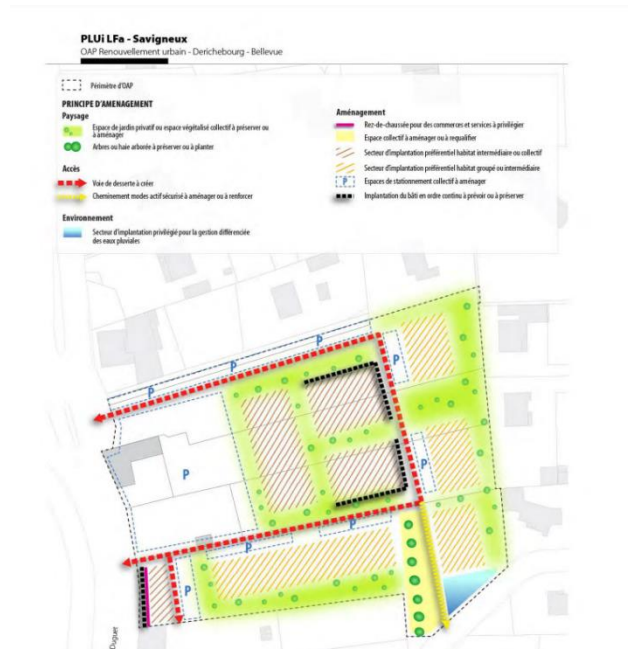 PLUi LFa - Savigneux
OAP Renouvellement urbain - Derichebourg - Bellevue
Périmètre d'OAP
PRINCIPE D'AMENAGEMENT
Paysage
Espace de jardin privatif ou espace végétalisé collectif à préserver ou
à aménager
Arbres ou haie arborée à préserver ou à planter
Accès
Voie de desserte à créer
Cheminement modes actif sécurisé à aménager ou à renforcer
Environnement
Secteur d'implantation privilégié pour la gestion différenciée
des eaux pluviales
Aménagement
Rez-de-chaussée pour des commerces et services à privilégier
Espace collectif à aménager ou à requalifier
Secteur d'implantation préférentiel habitat intermédiaire ou collectif
Secteur d'implantation préférentiel habitat groupé ou intermédiaire
P
Espaces de stationnement collectif à aménager
Implantation du bâti en ordre continu à prévoir ou à préserver
P
P
P
P
P
P
P
P
P
Duguet